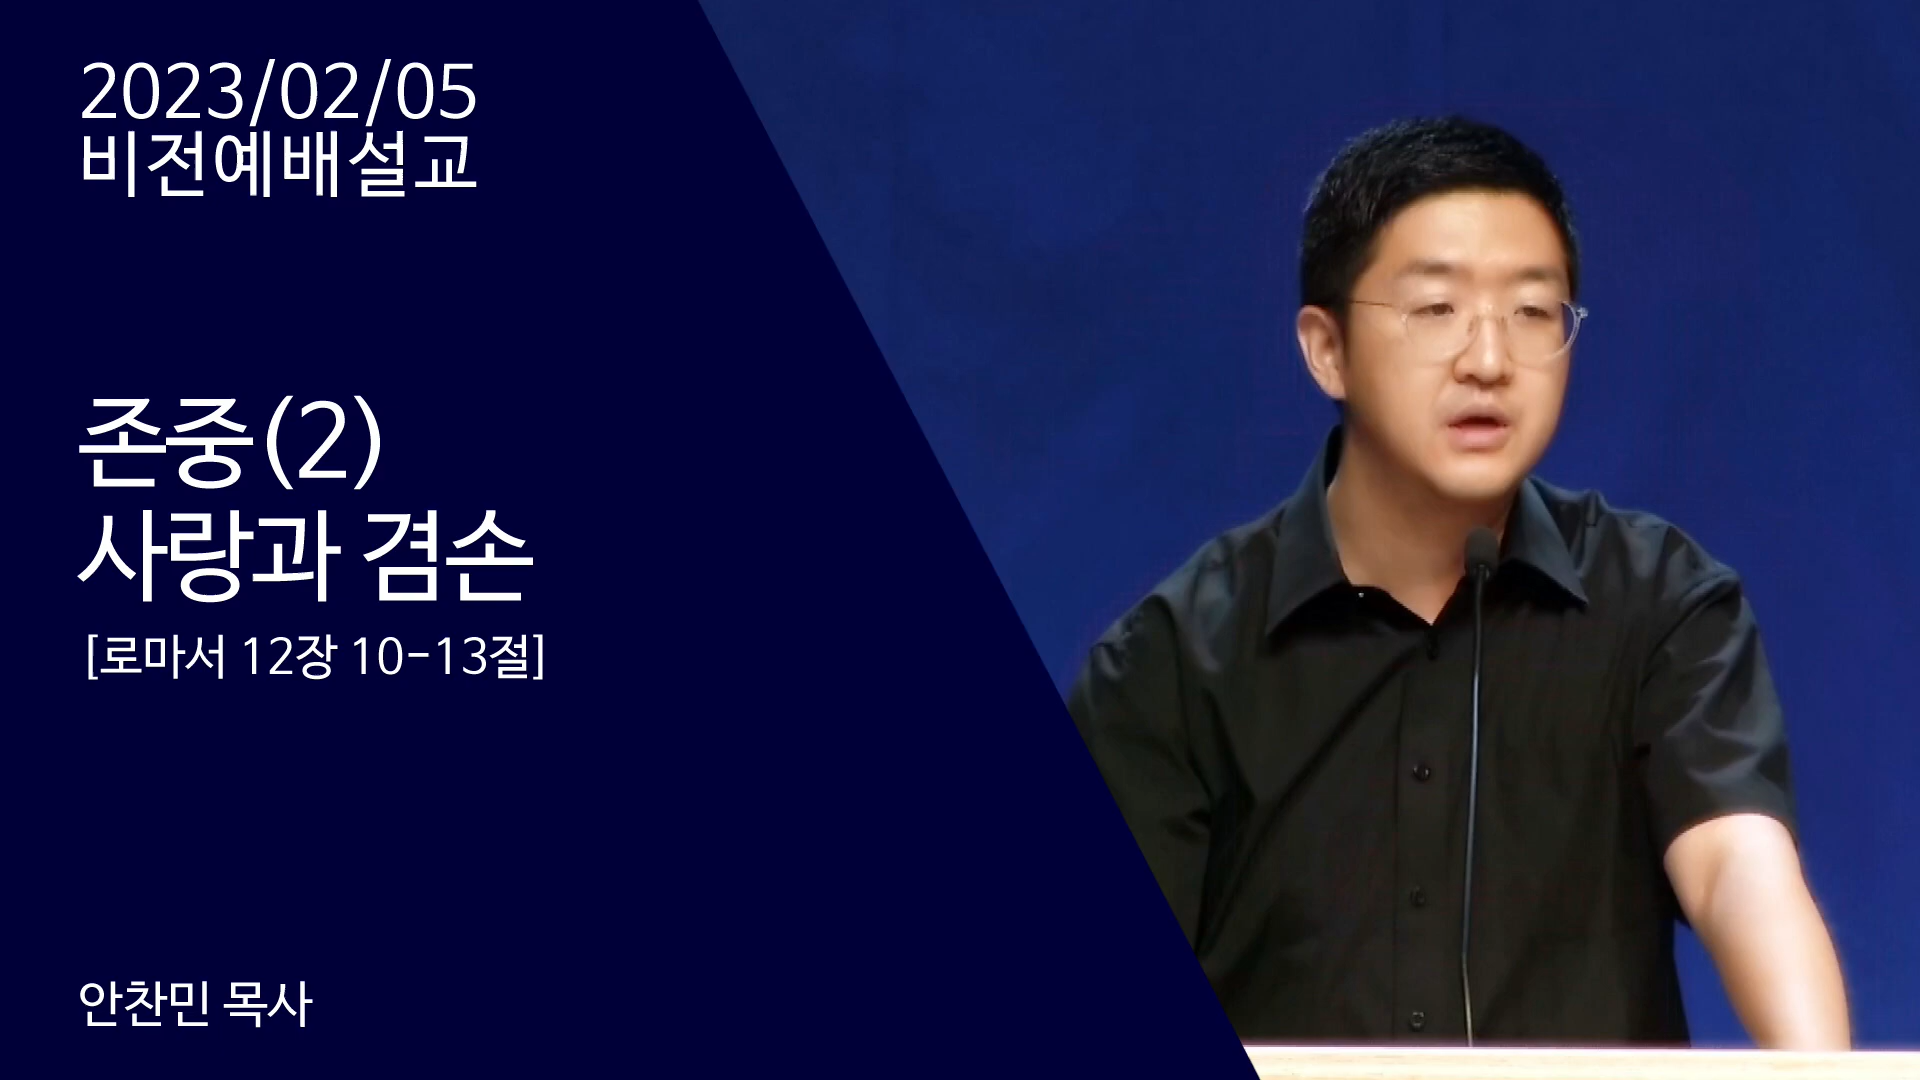 2023/02/05
비전예배설교
존중(2)
사랑과 겸손
[로마서 12장 10-13절]
안찬민 목사